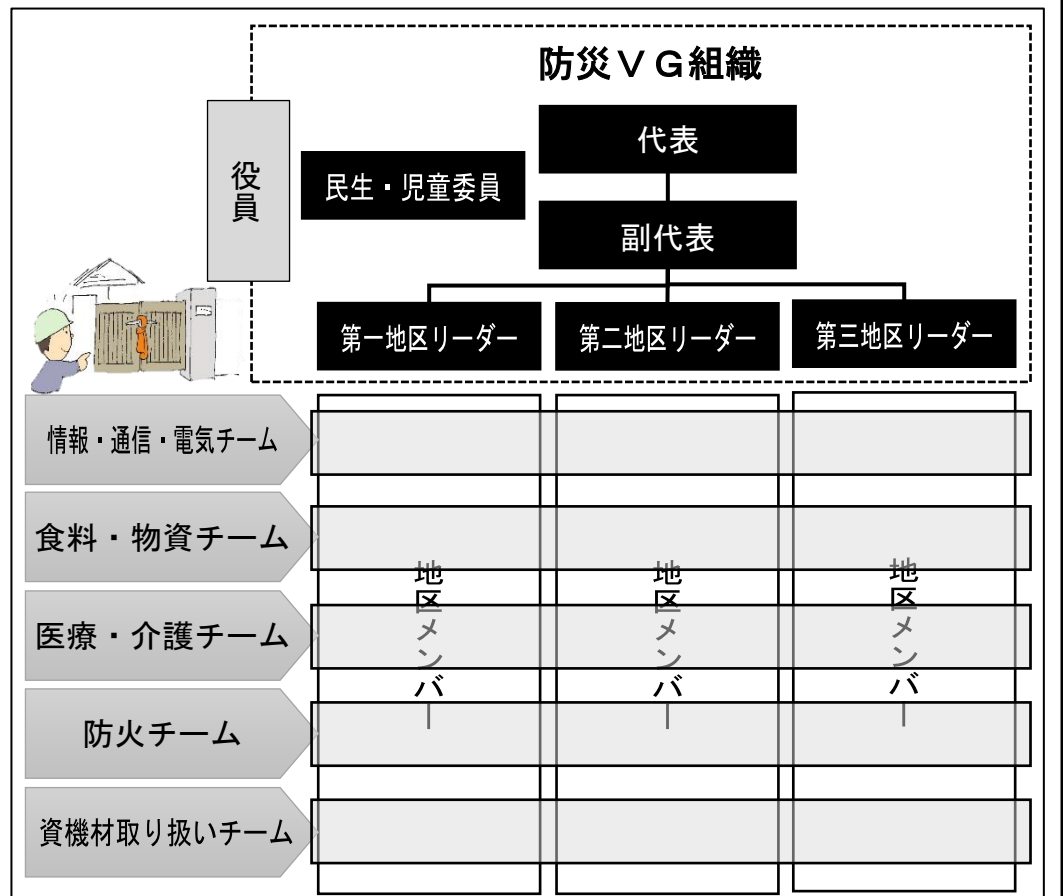 防災ＶＧ組織
役員
民生・児童委員
代表
副代表
第一地区リーダー
第二地区リーダー
第三地区リーダー
情報・通信・電気チーム
食料・物資チーム
医療・介護チーム
防火チーム
資機材取り扱いチーム
地区メンバー
地区メンバー
地区メンバー